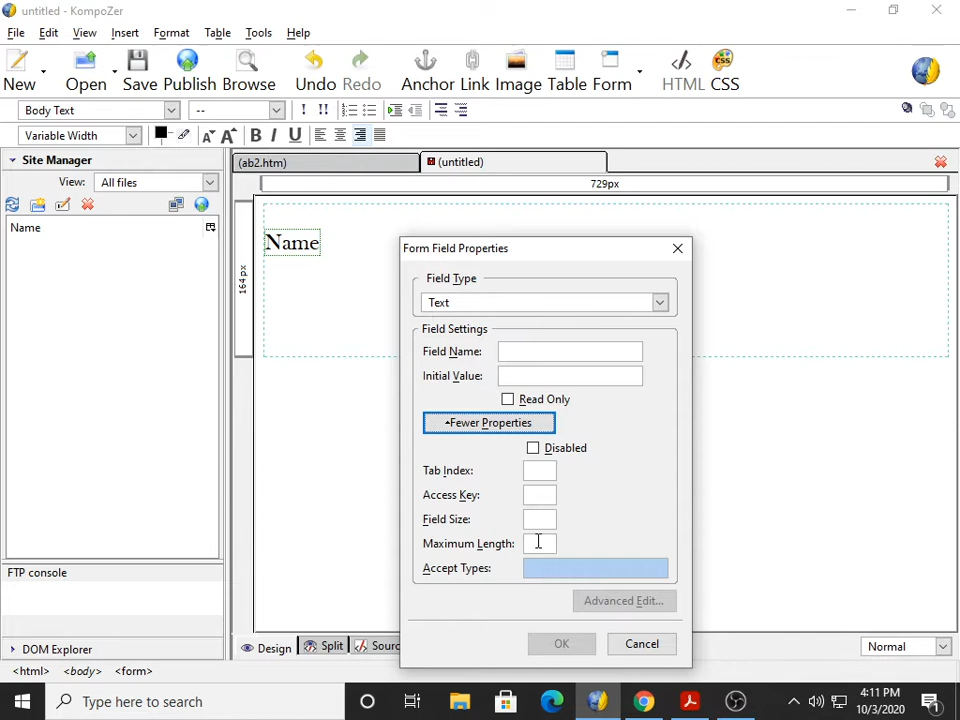 untitled - KompoZer
File Edit View Insert Format Table Tools Help
New Open Save Publish Browse Undo Redo Anchor Link Image Table Form HTML CSS
Body Text --
! !! 
Variable Width A A B I U
Site Manager
(ab2.htm) (untitled)
View: All files
729px
Name
164px
Name
Form Field Properties
Field Type
Text
Field Settings
Field Name:
Initial Value:
Read Only
Fewer Properties
Disabled
Tab Index:
Access Key:
Field Size:
Maximum Length:
Accept Types:
Advanced Edit...
OK Cancel
FTP console
DOM Explorer
Design Split Sourc
Normal
<html> <body> <form>
Type here to search
4:11 PM
10/3/2020
1